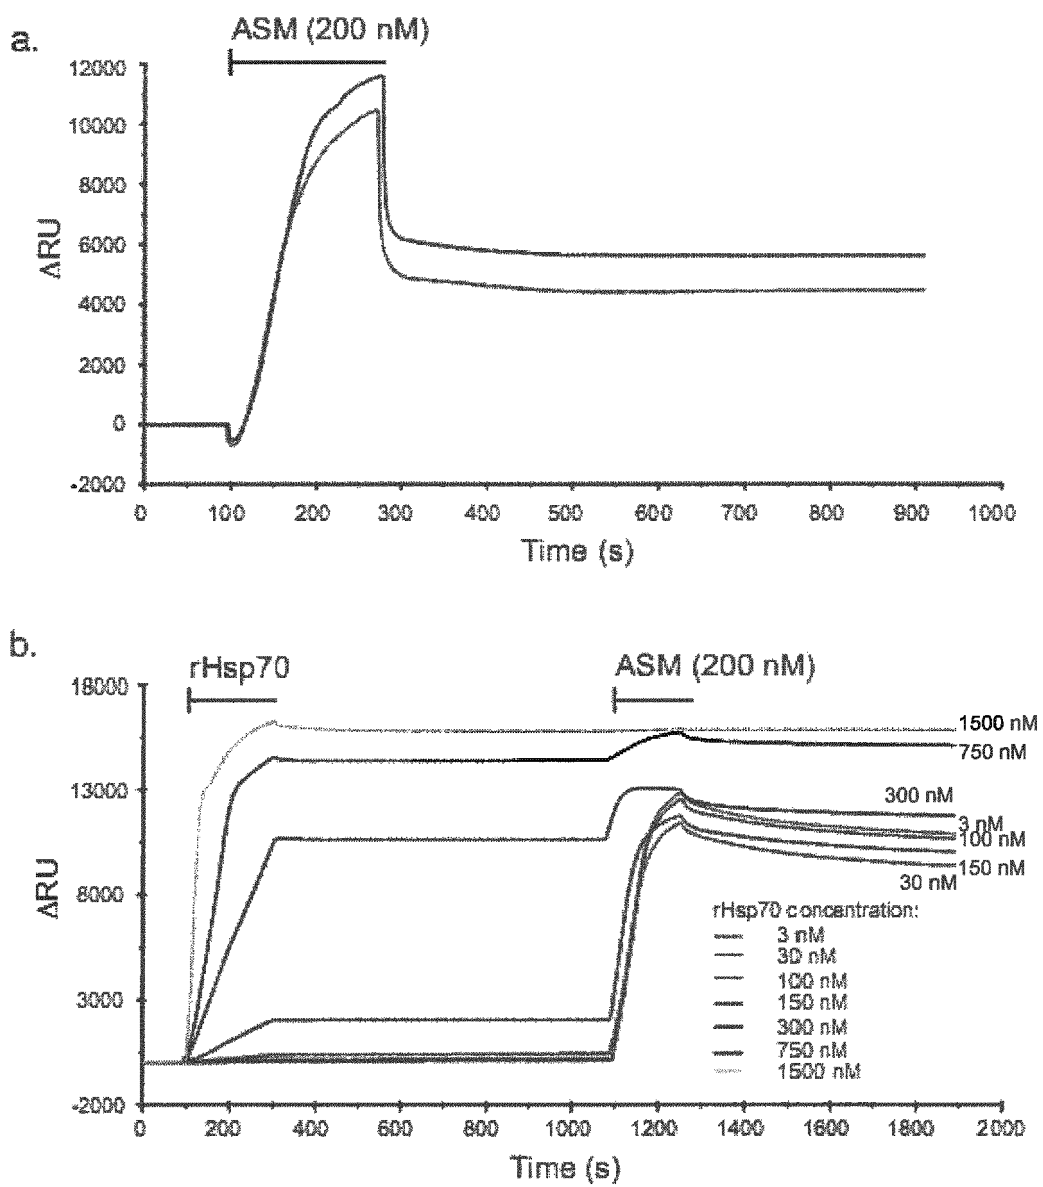 a.
ASM (200 nM)
12000
10000
8000
6000
4000
2000
0
-2000
ΔRU
0 100 200 300 400 500 600 700 800 900 1000
Time (s)
b.
rHsp70
ASM (200 nM)
18000
13000
8000
3000
-2000
ΔRU
1500 nM
750 nM
300 nM
3 nM
100 nM
150 nM
30 nM
rHsp70 concentration:
3 nM
30 nM
100 nM
150 nM
300 nM
750 nM
1500 nM
0 200 400 600 800 1000 1200 1400 1600 1800 2000
Time (s)